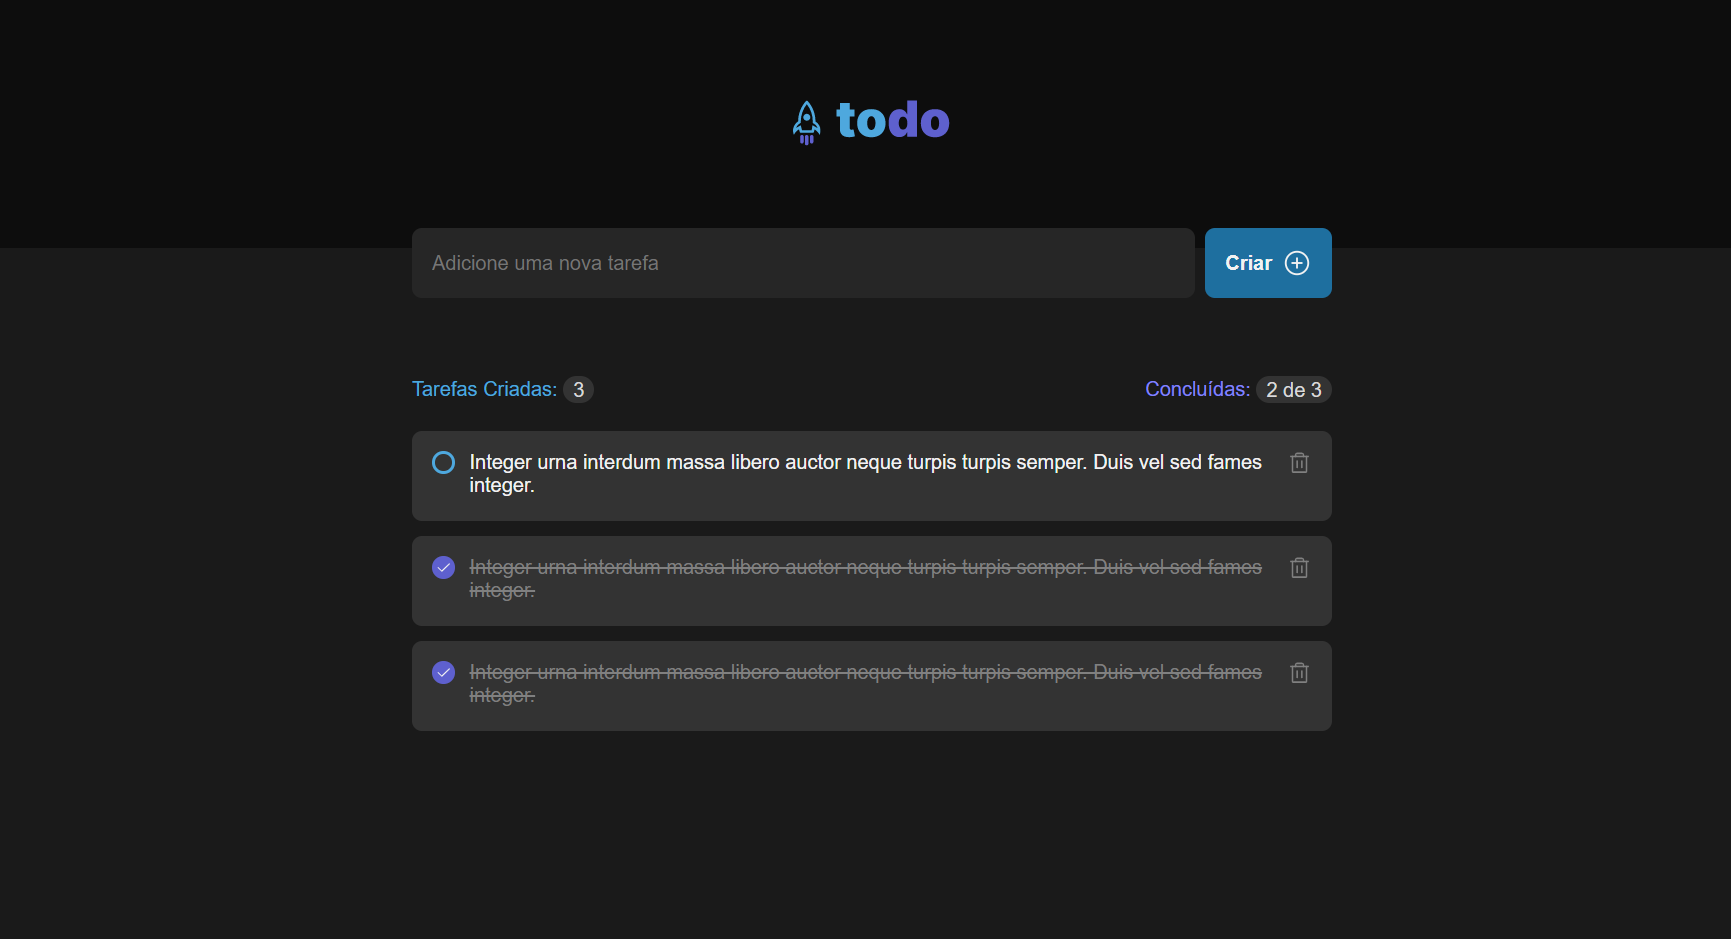 todo
Adicione uma nova tarefa
Criar
Tarefas Criadas: 3
Concluídas: 2 de 3
Integer urna interdum massa libero auctor neque turpis turpis semper. Duis vel sed fames
integer.
Integer urna interdum massa libero auctor neque turpis turpis semper. Duis vel sed fames
integer.
Integer urna interdum massa libero auctor neque turpis turpis semper. Duis vel sed fames
integer.